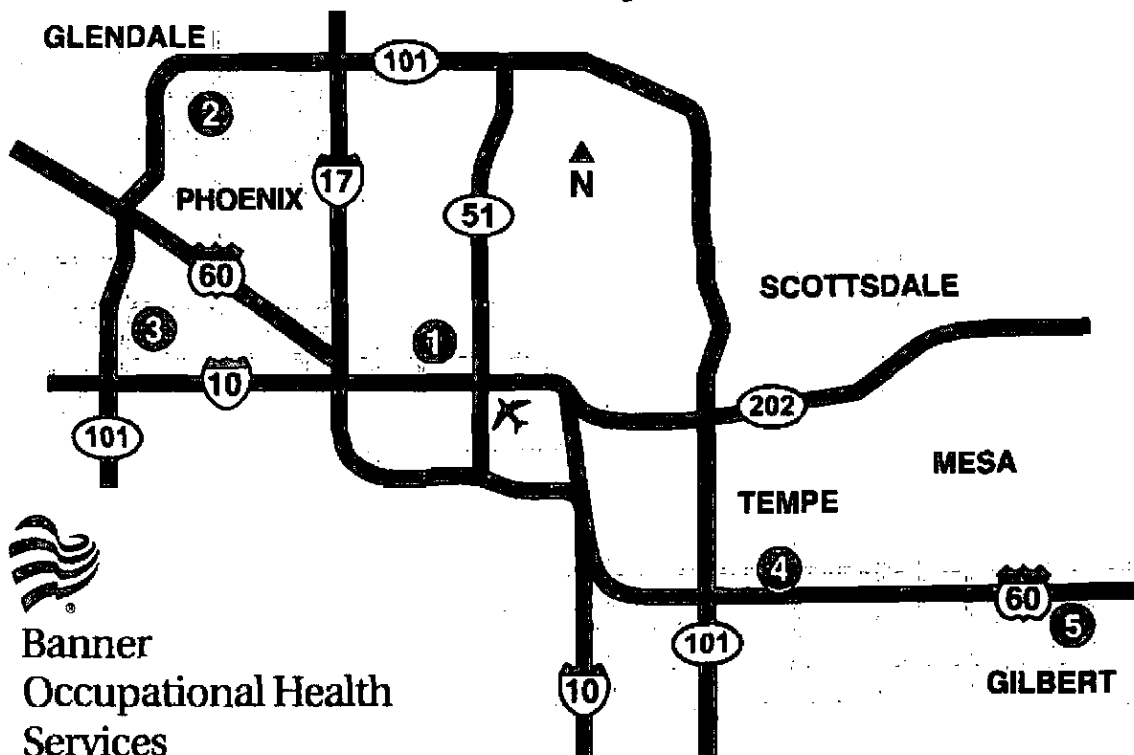 GLENDALE
101
2
17
N
PHOENIX
51
60
SCOTTSDALE
3
1
10
202
101
MESA
TEMPE
4
60
5
101
10
GILBERT
®
Banner
Occupational Health
Services